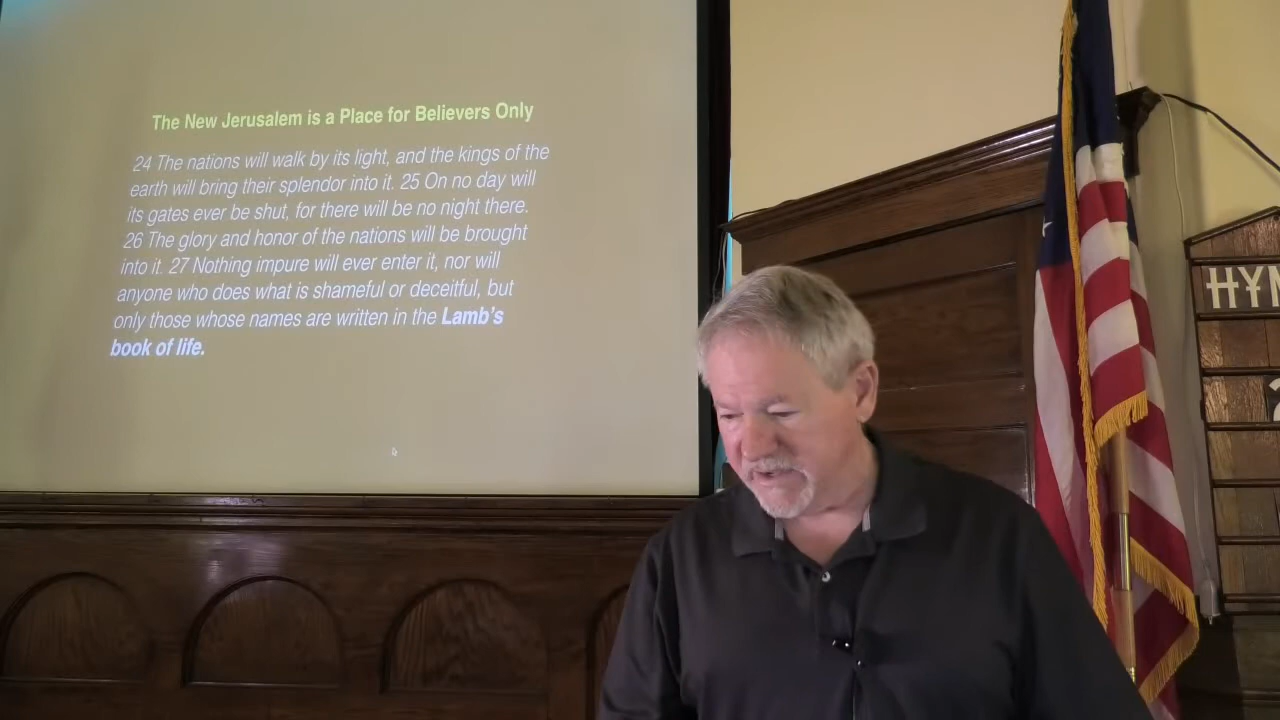 The New Jerusalem is a Place for Believers Only
24 The nations will walk by its light, and the kings of the
earth will bring their splendor into it. 25 On no day will
its gates ever be shut, for there will be no night there.
26 The glory and honor of the nations will be brought
into it. 27 Nothing impure will ever enter it, nor will
anyone who does what is shameful or deceitful, but
only those whose names are written in the Lamb's
book of life.
HYM